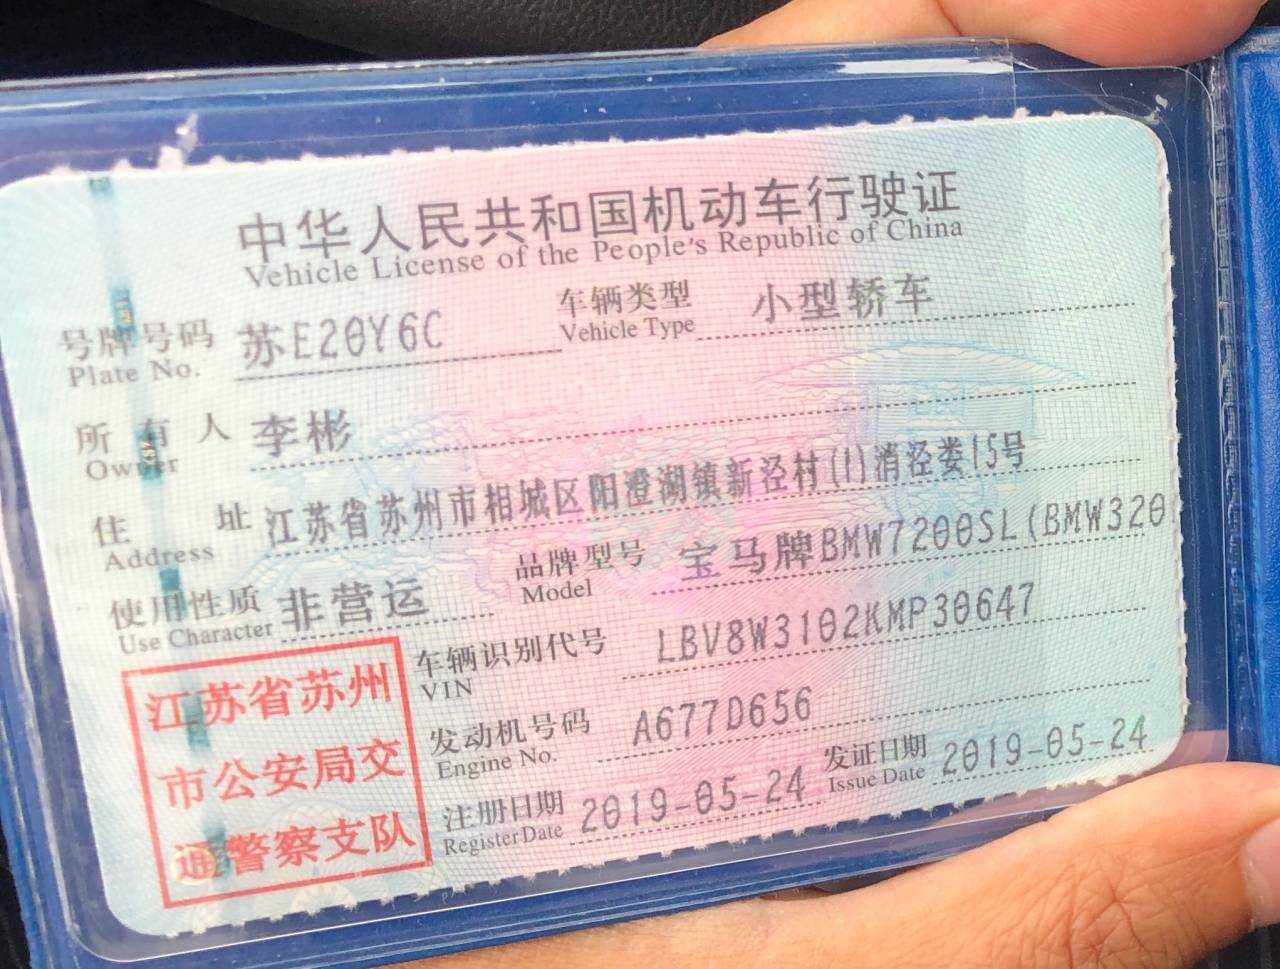 中华人民共和国机动车行驶证
Vehicle License of the People's Republic of China
号牌号码 苏E20Y6C 车辆类型 小型轿车
Plate No. Vehicle Type
所有人 李彬
Owner
住址 江苏省苏州市相城区阳澄湖镇新泾村(1)消泾娄15号
Address
使用性质 非营运 品牌型号 宝马牌BMW7200SL(BMW320
Use Character Model
车辆识别代号 LBV8W3102KMP30647
VIN
发动机号码 A677D656
Engine No.
注册日期 2019-05-24 发证日期 2019-05-24
Register Date Issue Date
江苏省苏州
市公安局交
通警察支队